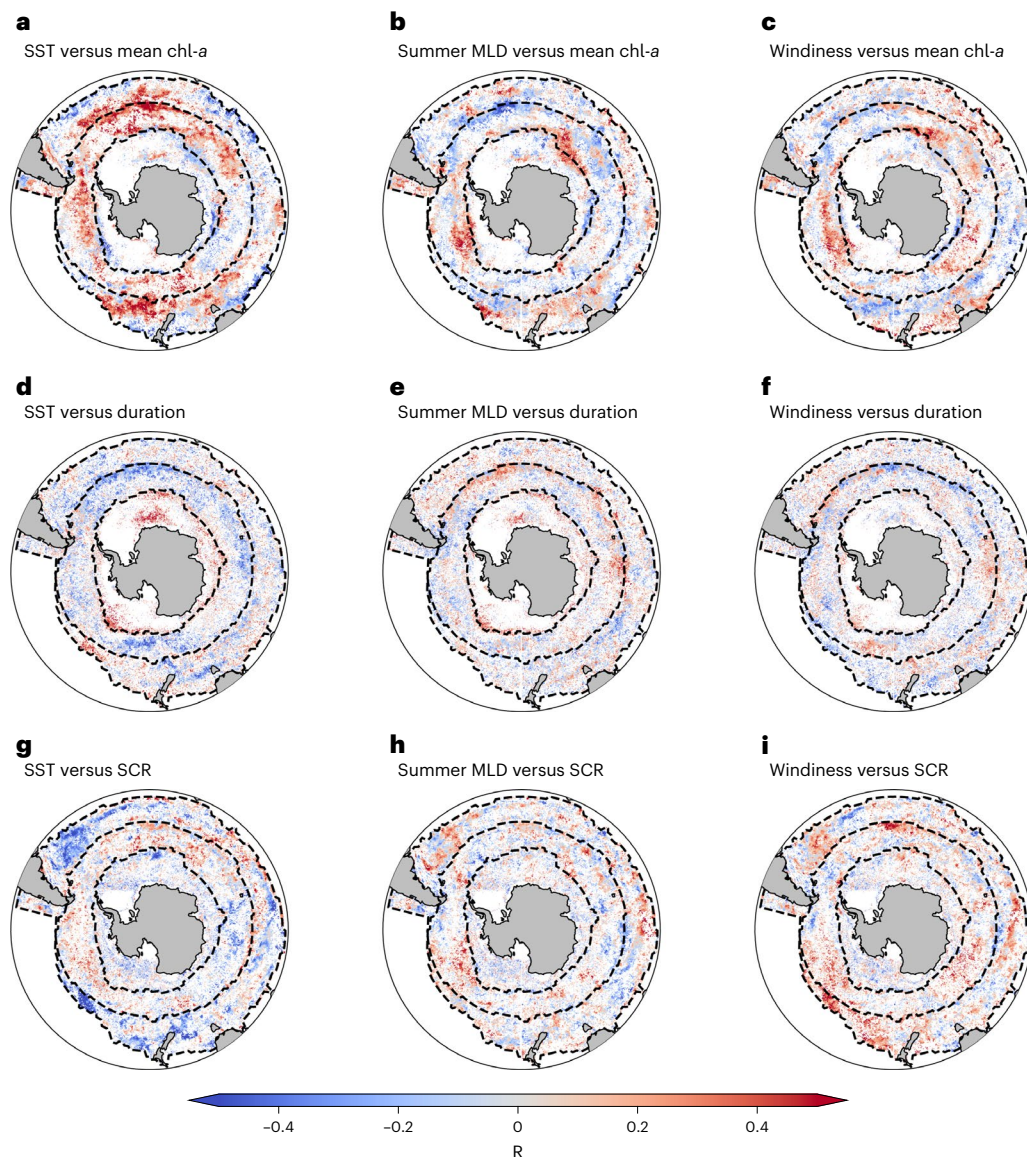 a
SST versus mean chl-a
b
Summer MLD versus mean chl-a
c
Windiness versus mean chl-a
d
SST versus duration
e
Summer MLD versus duration
f
Windiness versus duration
g
SST versus SCR
h
Summer MLD versus SCR
i
Windiness versus SCR
–0.4
–0.2
0
0.2
0.4
R